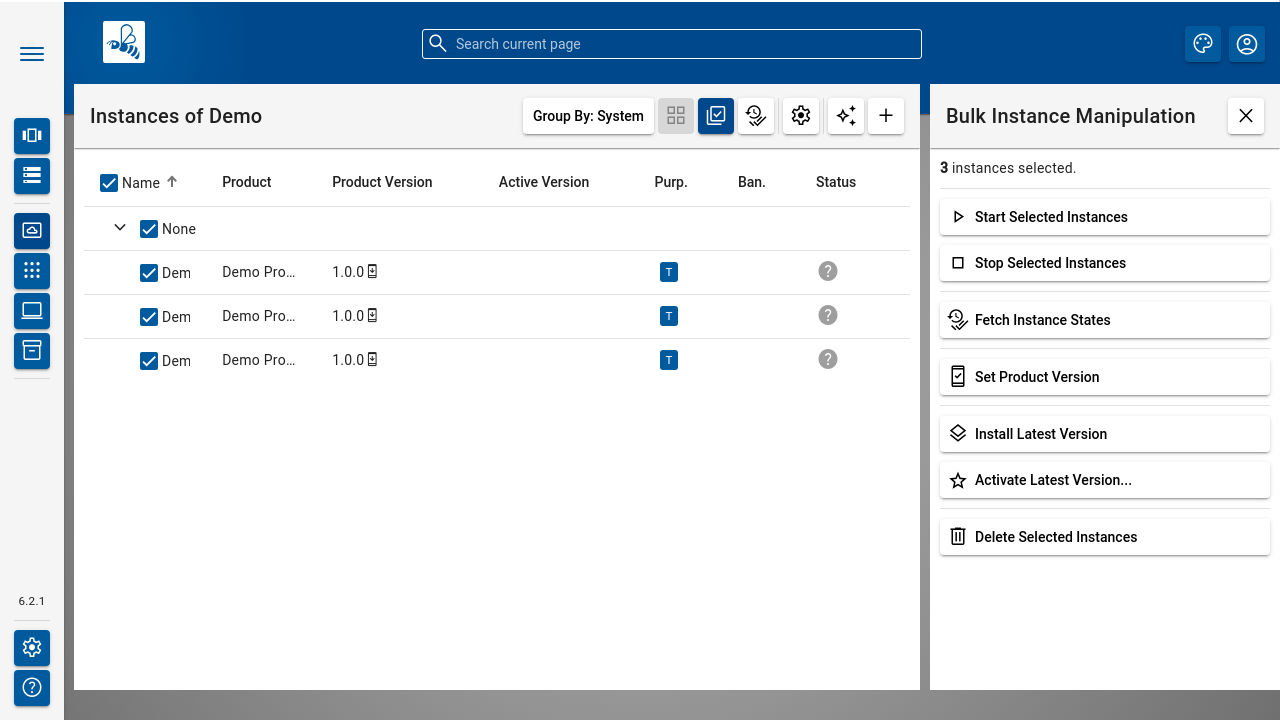 Search current page
Instances of Demo
Group By: System
Bulk Instance Manipulation
Name Product Product Version Active Version Purp. Ban. Status
None
Dem Demo Pro... 1.0.0 T ?
Dem Demo Pro... 1.0.0 T ?
Dem Demo Pro... 1.0.0 T ?
3 instances selected.
Start Selected Instances
Stop Selected Instances
Fetch Instance States
Set Product Version
Install Latest Version
Activate Latest Version...
Delete Selected Instances
6.2.1